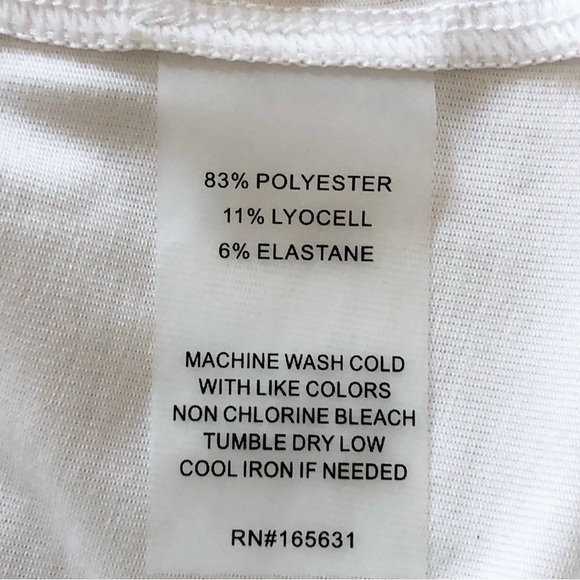 83% POLYESTER
11% LYOCELL
6% ELASTANE
MACHINE WASH COLD
WITH LIKE COLORS
NON CHLORINE BLEACH
TUMBLE DRY LOW
COOL IRON IF NEEDED
RN#165631